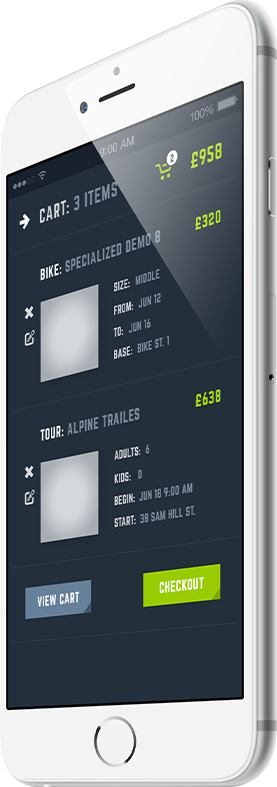 9:00 AM
100%
2
£958
CART: 3 ITEMS
£320
BIKE: SPECIALIZED DEMO 8
SIZE: MIDDLE
FROM: JUN 12
TO: JUN 16
BASE: BIKE ST. 1
£638
TOUR: ALPINE TRAILES
ADULTS: 6
KIDS: 0
BEGIN: JUN 18 9:00 AM
START: 38 SAM HILL ST.
VIEW CART
CHECKOUT